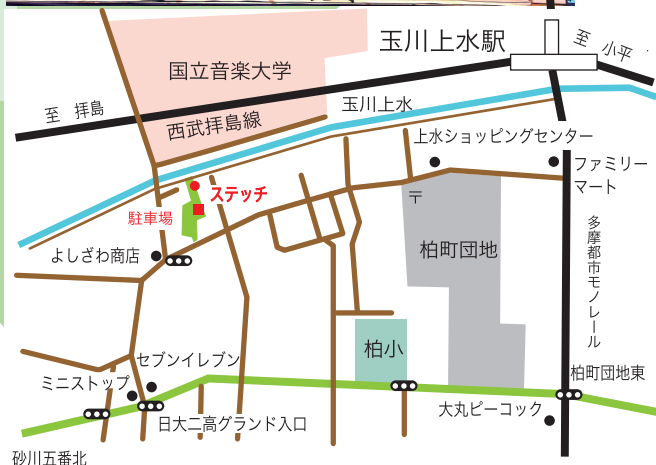 玉川上水駅
至 小平
国立音楽大学
至 拝島
西武拝島線
玉川上水
上水ショッピングセンター
ファミリー
マート
ステッチ
〒
駐車場
多摩都市モノレール
よしざわ商店
柏町団地
柏小
セブンイレブン
柏町団地東
ミニストップ
大丸ピーコック
日大二高グランド入口
砂川五番北